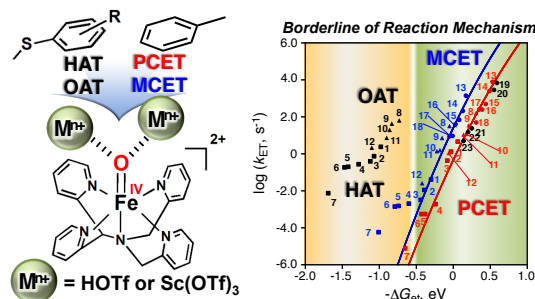 S
R
HAT
OAT
PCET
MCET
Mn+
Mn+
2+
O
IV
Fe
N
N
N
N
N
Mn+ = HOTf or Sc(OTf)3
Borderline of Reaction Mechanism
MCET
OAT
HAT
PCET
log (kET, s⁻¹)
6.0
4.0
2.0
0.0
-2.0
-4.0
-6.0
-2.0 -1.5 -1.0 -0.5 0.0 0.5 1.0
-ΔGet, eV